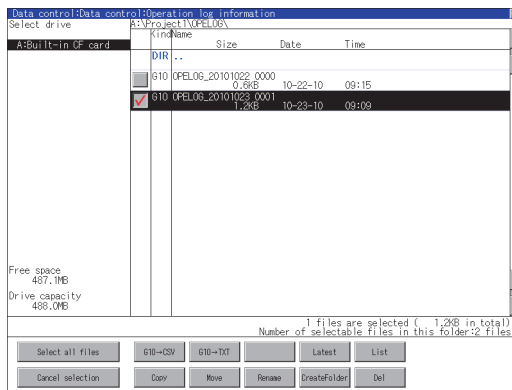 Data control:Data control:Operation log information
Select drive
A:\Project1\OPELOG\
A:Built-in CF card
Kind Name
Size Date Time
DIR ..
G10 OPELOG_20101022_0000
0.6KB 10-22-10 09:15
G10 OPELOG_20101023_0001
1.2KB 10-23-10 09:09
Free space
487.1MB
Drive capacity
488.0MB
1 files are selected ( 1.2KB in total)
Number of selectable files in this folder:2 files
Select all files G10→CSV G10→TXT Latest List
Cancel selection Copy Move Rename CreateFolder Del